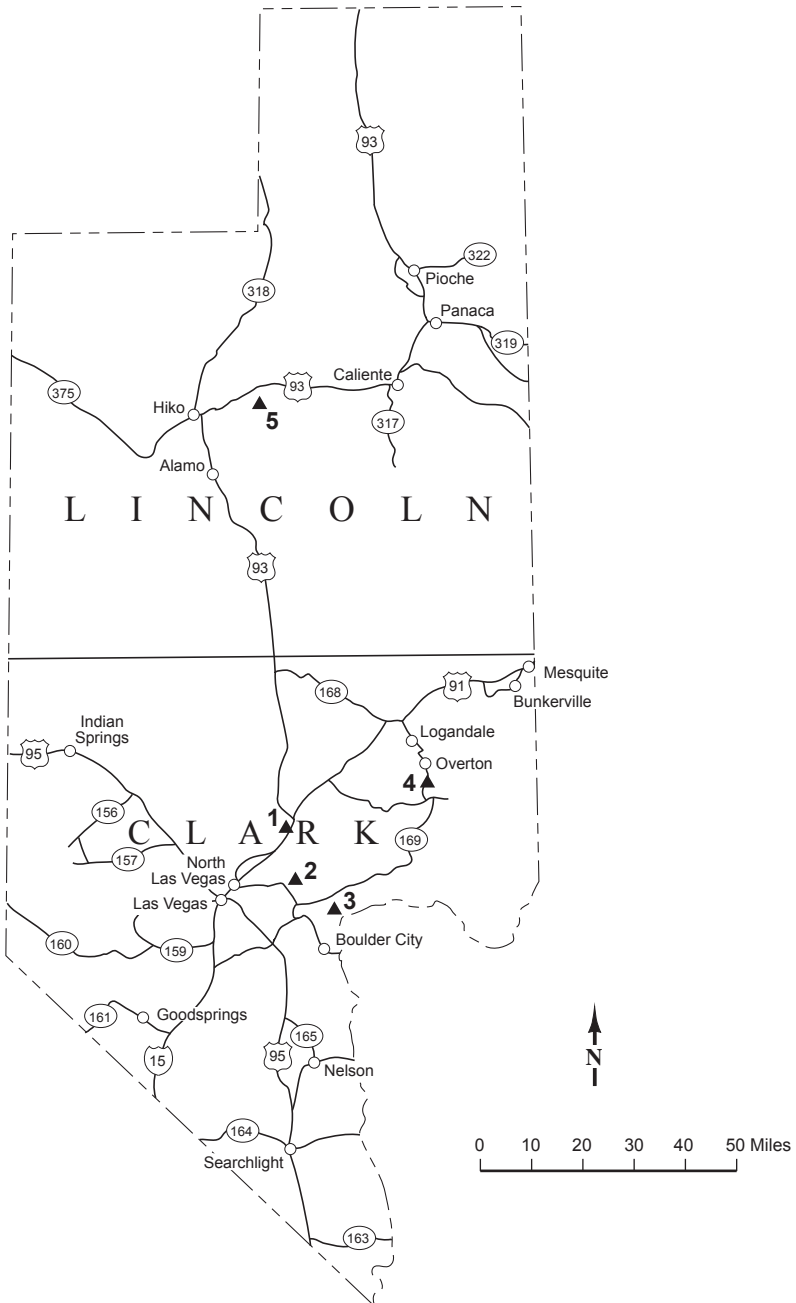 93
322
Pioche
318
Panaca
319
Caliente
93
375
Hiko
5
317
Alamo
L I N C O L N
93
Mesquite
168
91
Bunkerville
Indian
Springs
Logandale
95
Overton
4
156
1
C L A R K
169
157
North
Las Vegas
2
Las Vegas
3
160
159
Boulder City
161
Goodsprings
165
15
95
N
Nelson
164
0 10 20 30 40 50 Miles
Searchlight
163